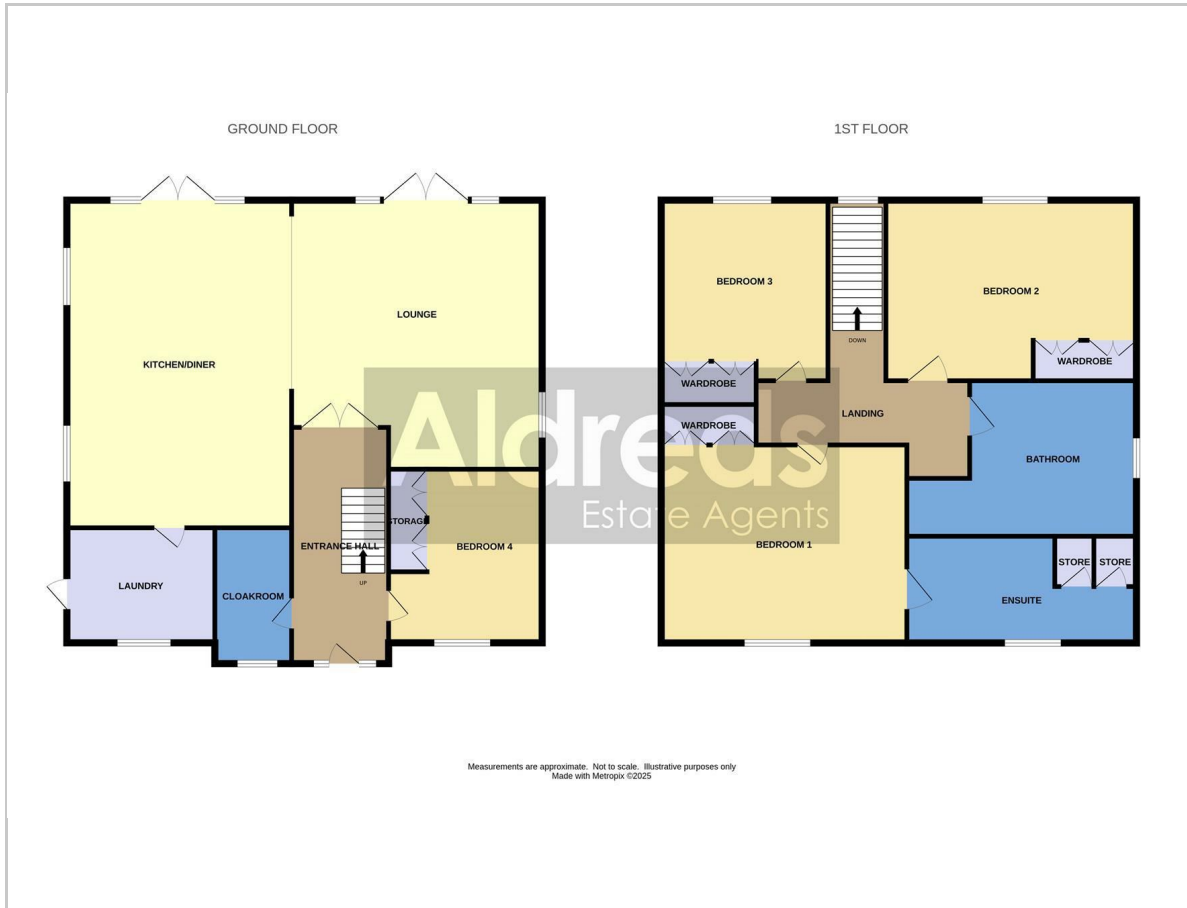 GROUND FLOOR
1ST FLOOR
KITCHEN/DINER
LOUNGE
LAUNDRY
CLOAKROOM
ENTRANCE HALL
UP
STORAGE
BEDROOM 4
BEDROOM 3
BEDROOM 2
DOWN
WARDROBE
WARDROBE
WARDROBE
LANDING
BATHROOM
BEDROOM 1
STORE
STORE
ENSUITE
Aldreds
Estate Agents
Measurements are approximate. Not to scale. Illustrative purposes only
Made with Metropix ©2025